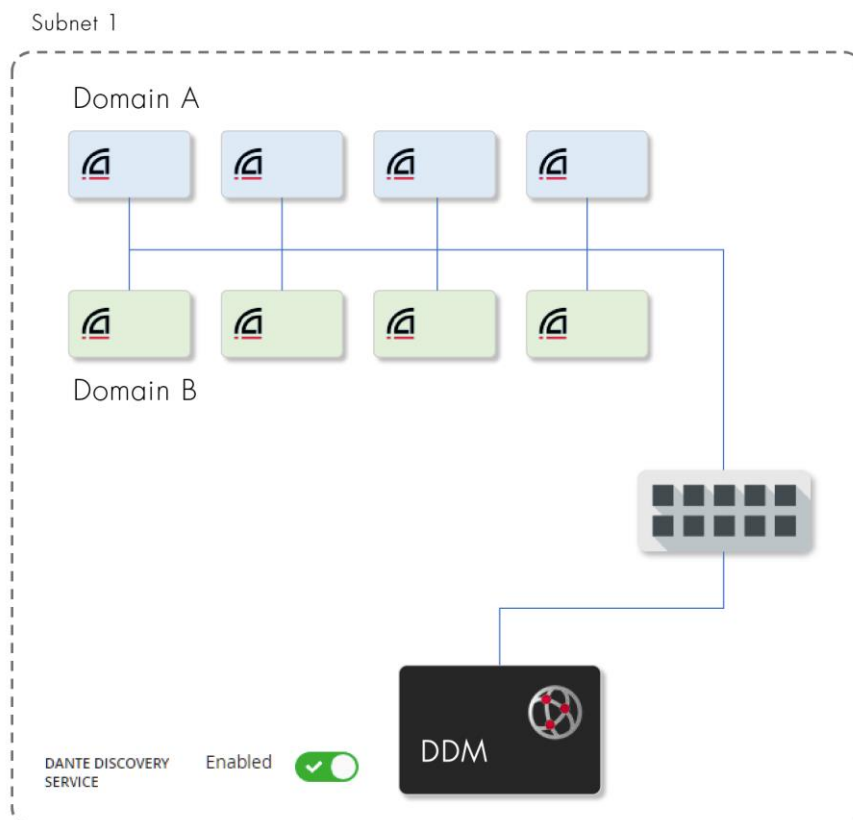 Subnet 1
Domain A
Domain B
DDM
DANTE DISCOVERY
SERVICE
Enabled